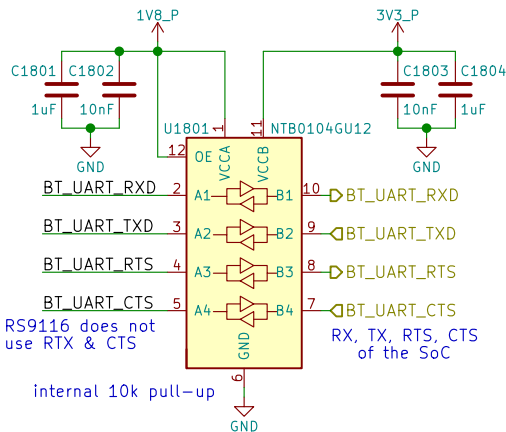 1V8_P 3V3_P
C1801 C1802 C1803 C1804
1uF 10nF 10nF 1uF
GND GND
U1801 NTB0104GU12
1 11
12 OE VCCA VCCB
BT_UART_RXD 2 A1 B1 10 BT_UART_RXD
BT_UART_TXD 3 A2 B2 9 BT_UART_TXD
BT_UART_RTS 4 A3 B3 8 BT_UART_RTS
BT_UART_CTS 5 A4 B4 7 BT_UART_CTS
RS9116 does not
use RTX & CTS
RX, TX, RTS, CTS
of the SoC
GND
6
internal 10k pull-up
GND